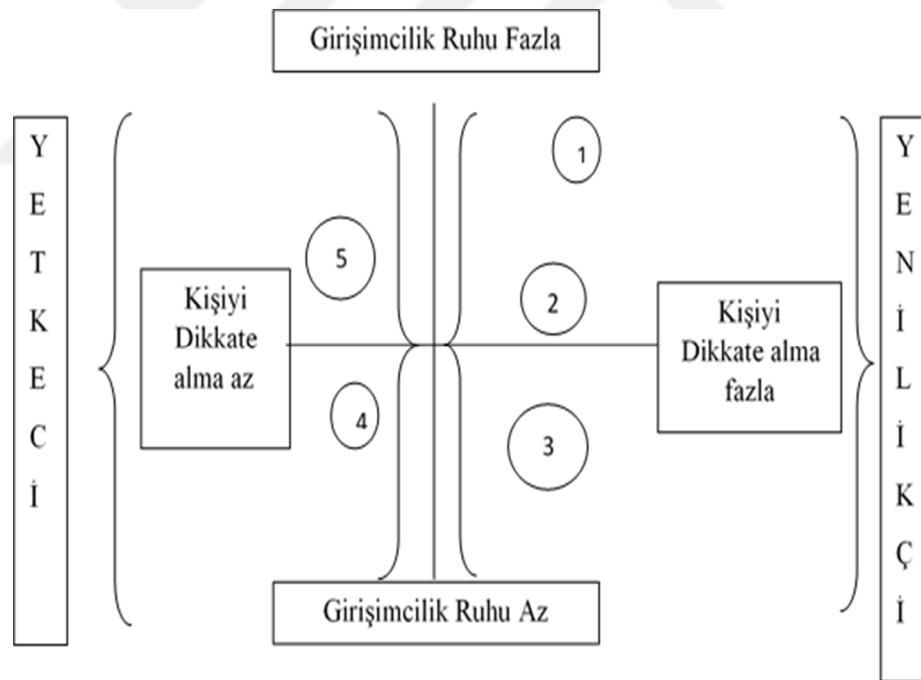 Girişimcilik Ruhu Fazla
Y
E
T
K
E
C
İ
1
5
2
Kişiyi
Dikkate
alma az
Kişiyi
Dikkate alma
fazla
4
3
Girişimcilik Ruhu Az
Y
E
N
İ
L
İ
K
Ç
İ